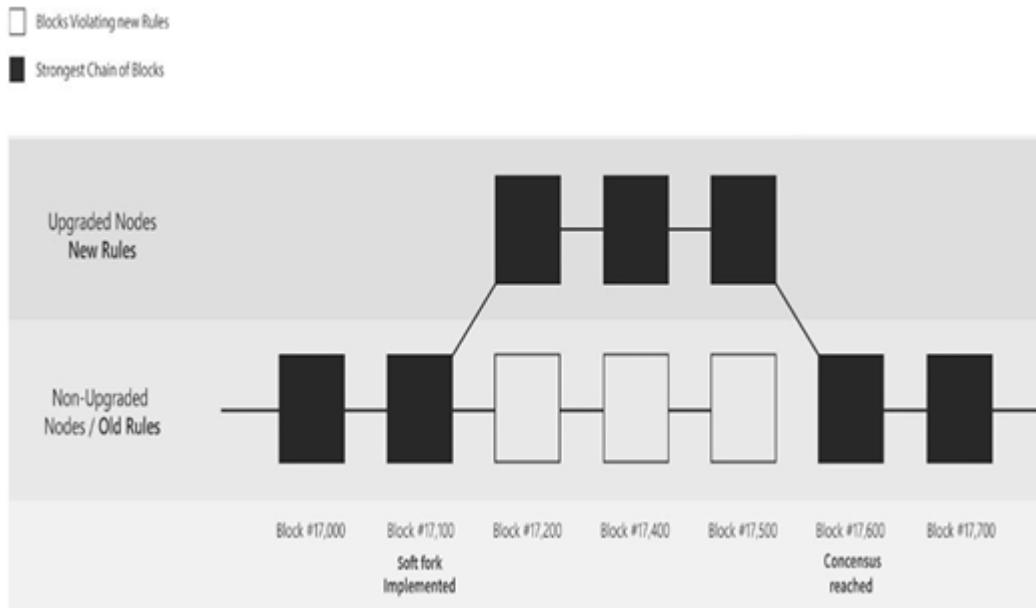 Blocks Violating new Rules
Strongest Chain of Blocks
Upgraded Nodes
New Rules
Non-Upgraded
Nodes / Old Rules
Block #17,000
Block #17,100
Block #17,200
Block #17,400
Block #17,500
Block #17,600
Block #17,700
Soft fork
Implemented
Concensus
reached